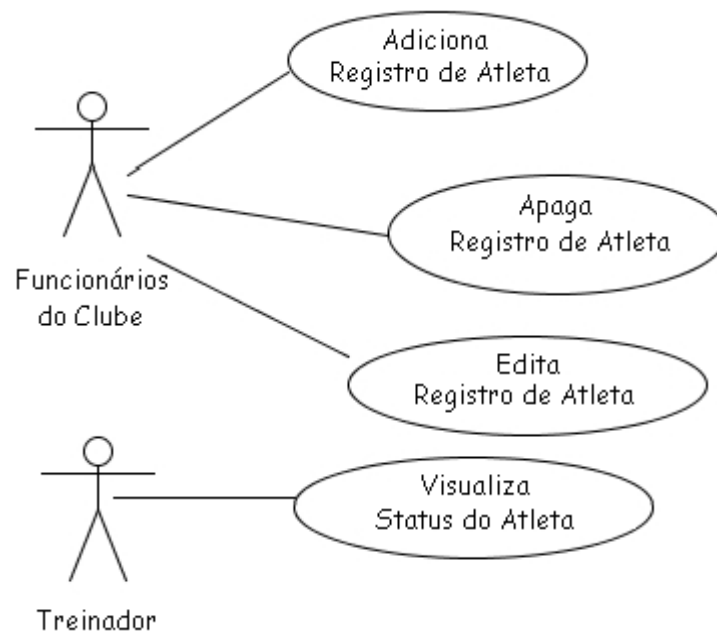 Adiciona
Registro de Atleta
Apaga
Registro de Atleta
Funcionários
do Clube
Edita
Registro de Atleta
Visualiza
Status do Atleta
Treinador